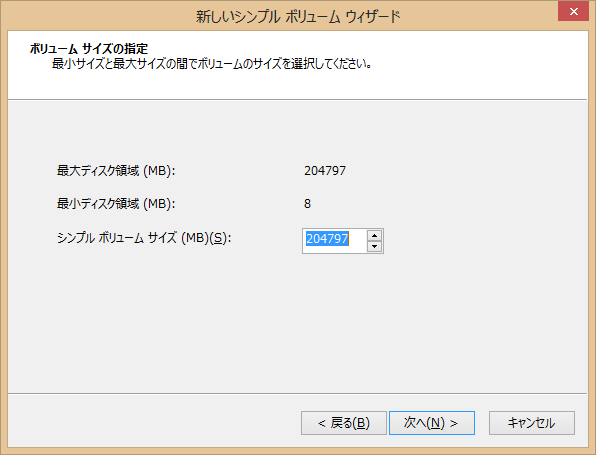 新しいシンプル ボリューム ウィザード
ボリューム サイズの指定
最小サイズと最大サイズの間でボリュームのサイズを選択してください。
最大ディスク領域 (MB): 204797
最小ディスク領域 (MB): 8
シンプル ボリューム サイズ (MB)(S): 204797
< 戻る(B) 次へ(N) > キャンセル